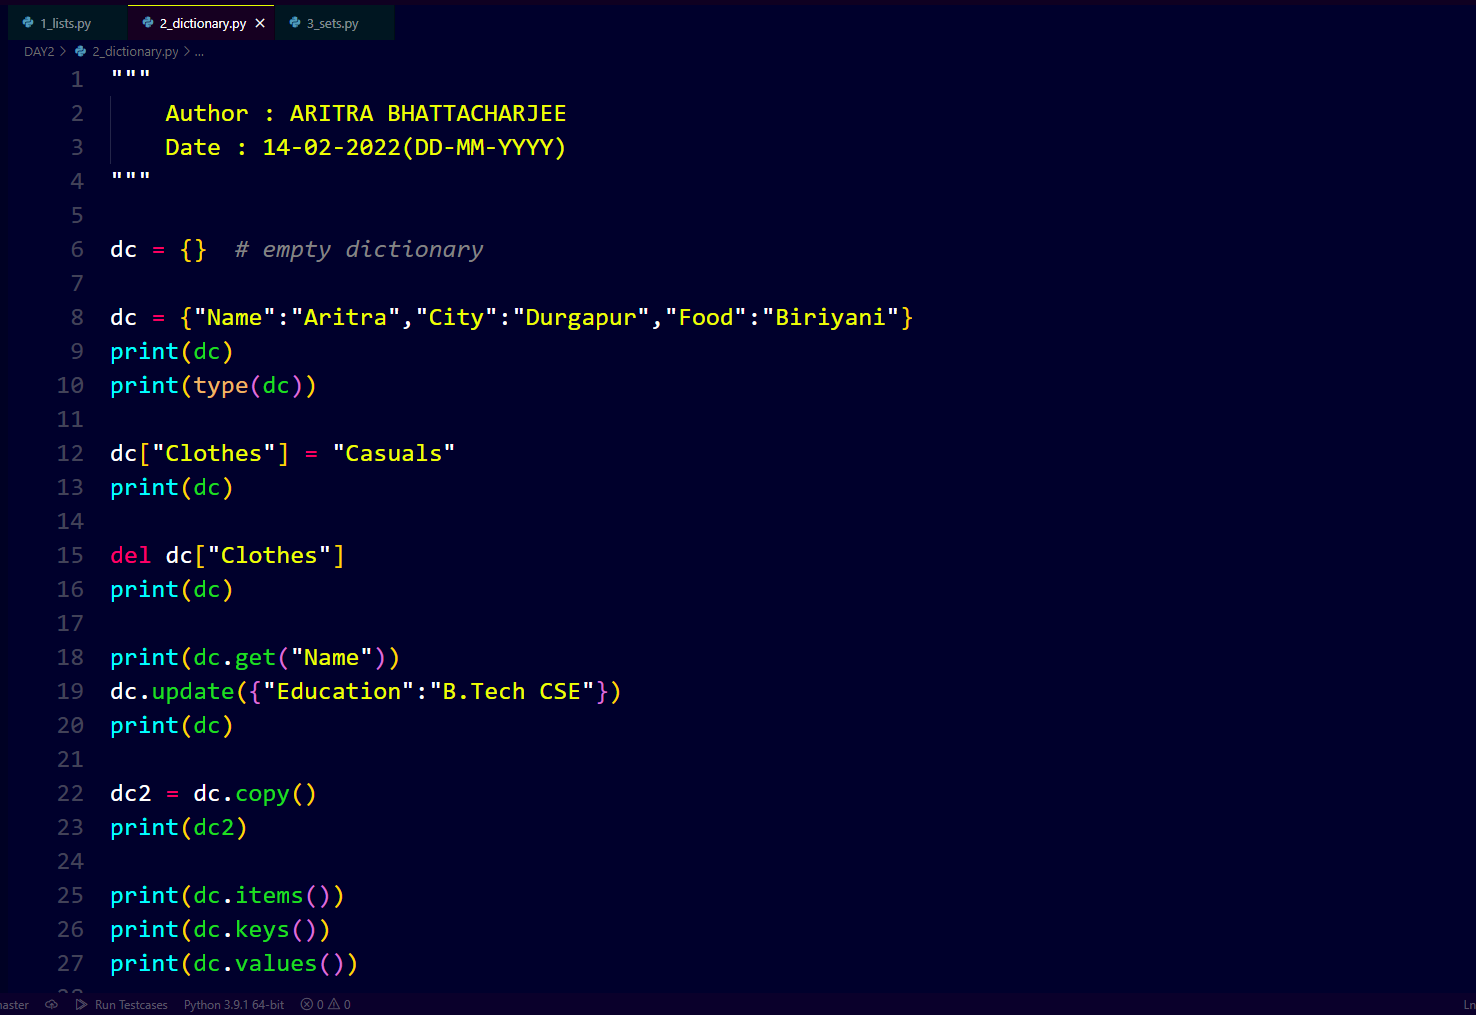 1_lists.py 2_dictionary.py × 3_sets.py
DAY2 > 2_dictionary.py > ...
1 """
2     Author : ARITRA BHATTACHARJEE
3     Date : 14-02-2022(DD-MM-YYYY)
4 """
5
6 dc = {}  # empty dictionary
7
8 dc = {"Name":"Aritra","City":"Durgapur","Food":"Biriyani"}
9 print(dc)
10 print(type(dc))
11
12 dc["Clothes"] = "Casuals"
13 print(dc)
14
15 del dc["Clothes"]
16 print(dc)
17
18 print(dc.get("Name"))
19 dc.update({"Education":"B.Tech CSE"})
20 print(dc)
21
22 dc2 = dc.copy()
23 print(dc2)
24
25 print(dc.items())
26 print(dc.keys())
27 print(dc.values())
Run Testcases Python 3.9.1 64-bit 0 0 Ln